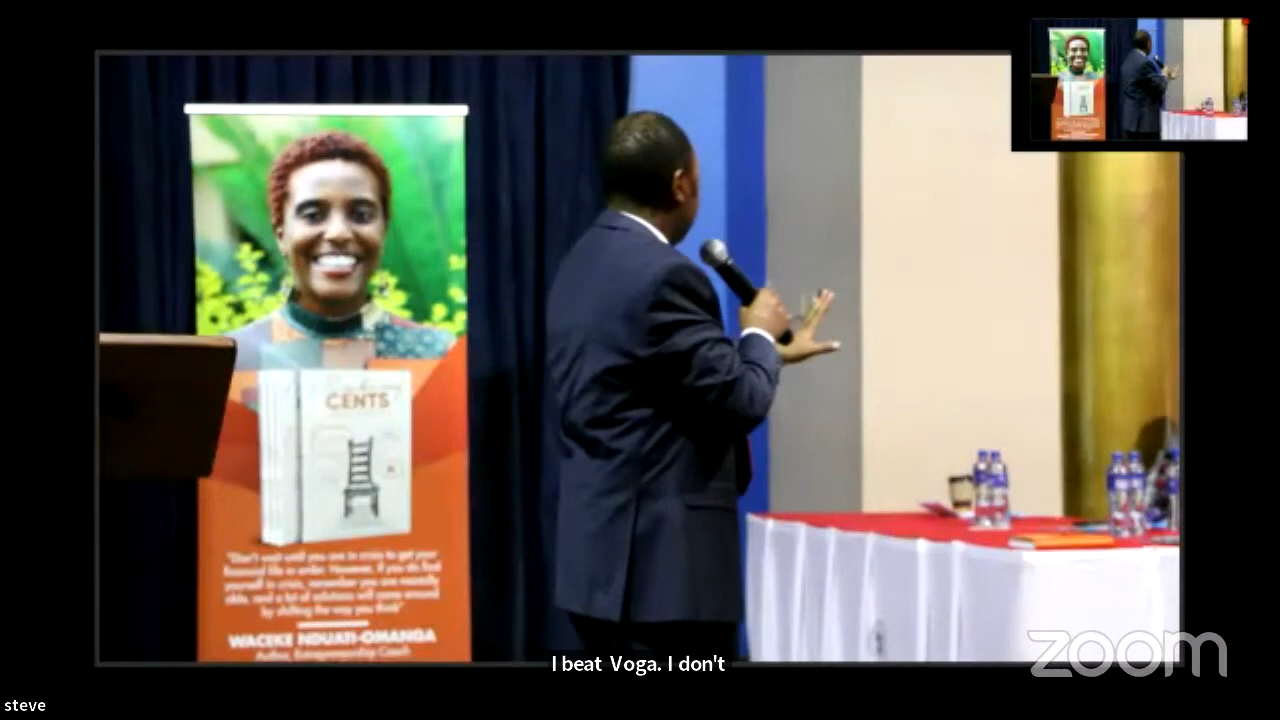 CENTS
"Don't wait until you are in crisis to get your
financial life in order. However, if you do find
yourself in crisis, remember you are mentally
able, and a lot of solutions will come around
by shifting the way you think"
WACEKE NDUATI-OMANGA
Author, Entrepreneurship Coach
zoom
I beat Voga. I don't
steve